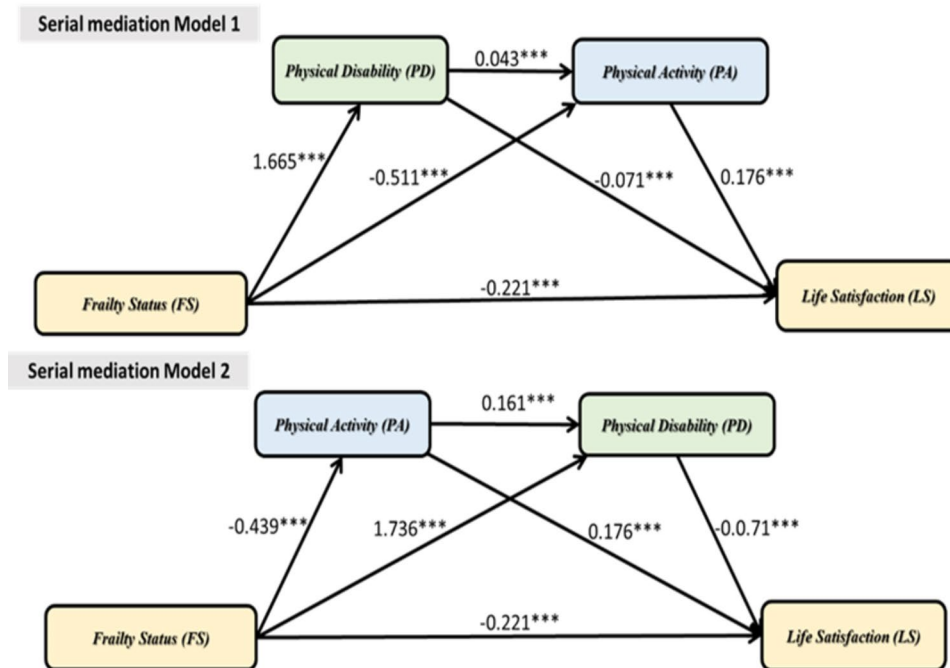 Serial mediation Model 1
Physical Disability (PD)
0.043***
Physical Activity (PA)
1.665***
-0.511***
-0.071***
0.176***
Frailty Status (FS)
-0.221***
Life Satisfaction (LS)
Serial mediation Model 2
Physical Activity (PA)
0.161***
Physical Disability (PD)
-0.439***
1.736***
0.176***
-0.0.71***
Frailty Status (FS)
-0.221***
Life Satisfaction (LS)